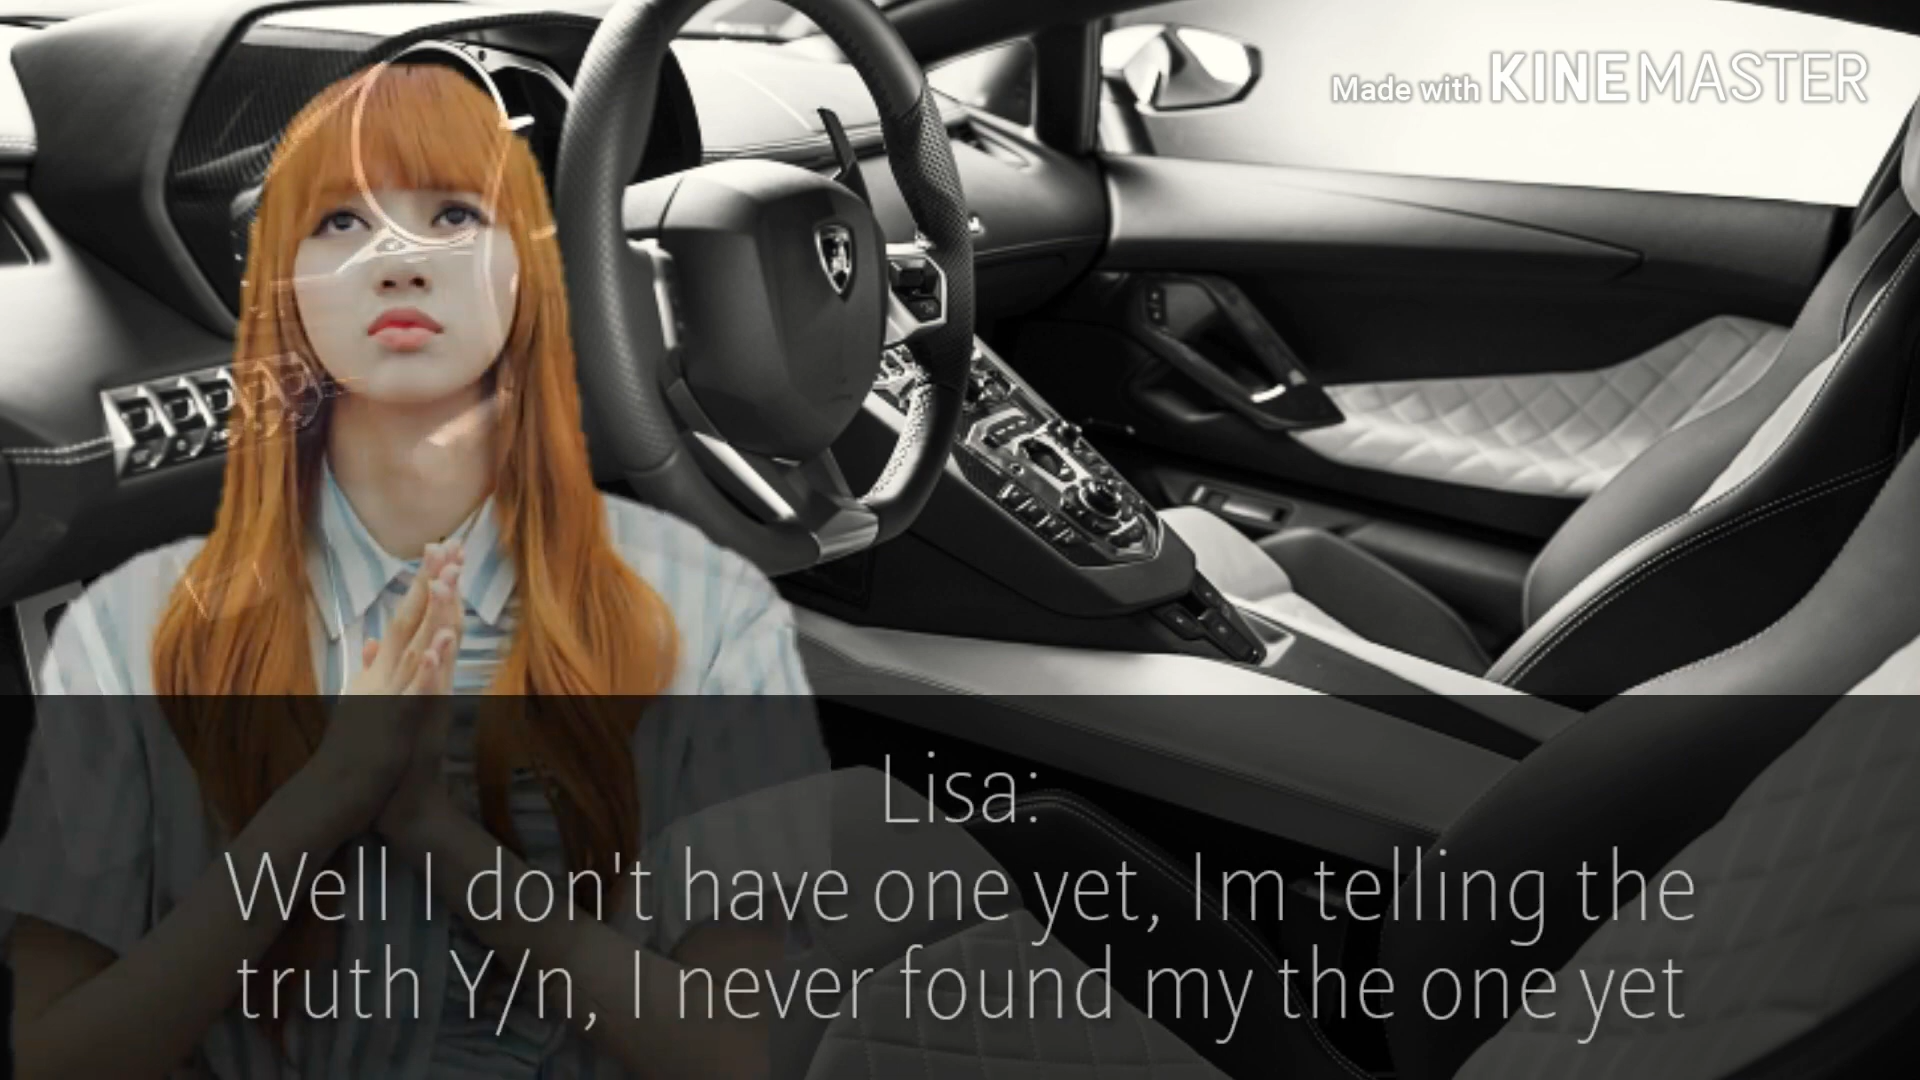 Made with KINEMASTER
Lisa:
Well I don't have one yet, Im telling the
truth Y/n, I never found my the one yet